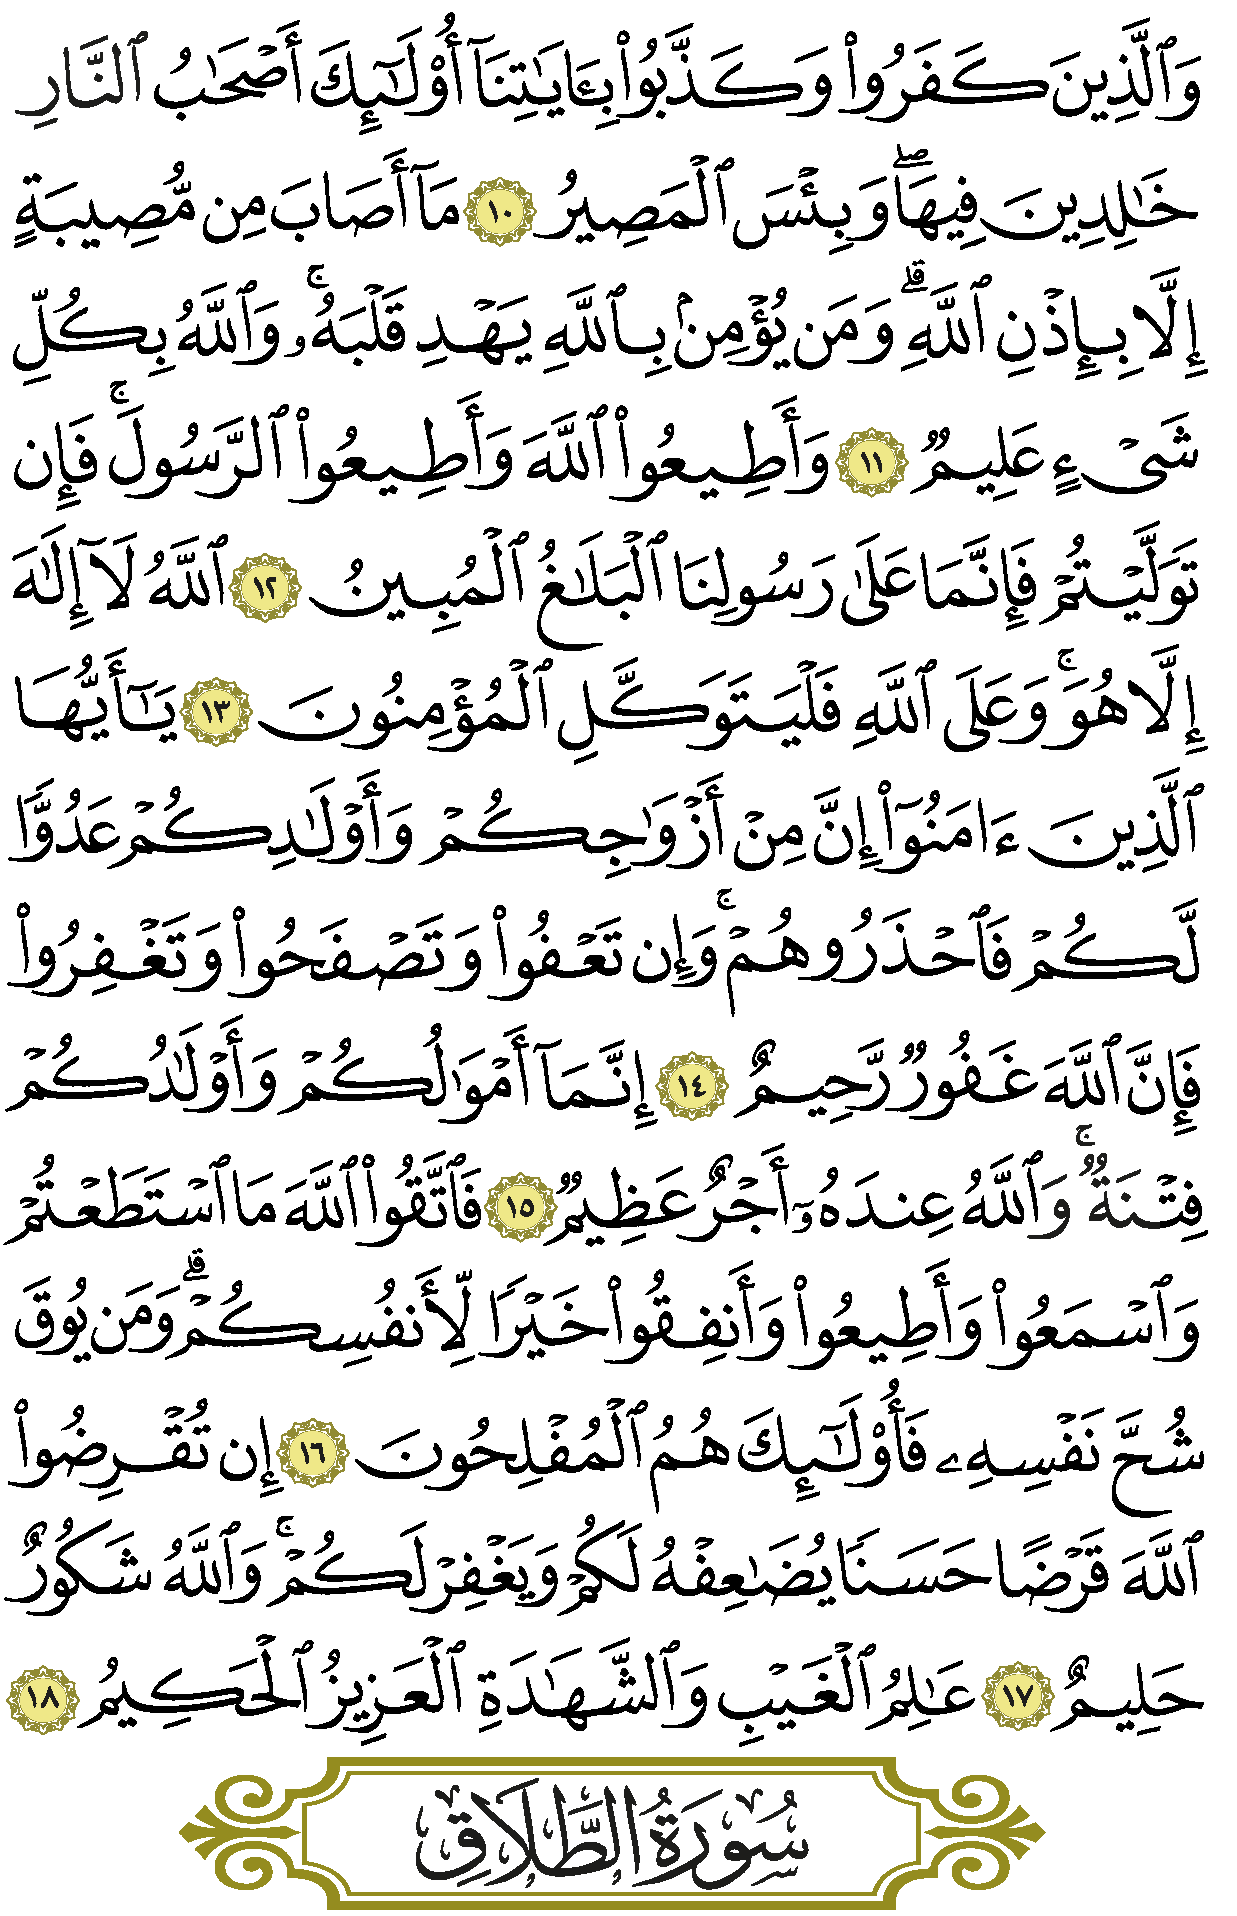 وَٱلَّذِينَ كَفَرُوا۟ وَكَذَّبُوا۟ بِـَٔايَـٰتِنَآ أُو۟لَـٰٓئِكَ أَصْحَـٰبُ ٱلنَّارِ
خَـٰلِدِينَ فِيهَا ۖ وَبِئْسَ ٱلْمَصِيرُ ١٠ مَآ أَصَابَ مِن مُّصِيبَةٍ
إِلَّا بِإِذْنِ ٱللَّهِ ۗ وَمَن يُؤْمِنۢ بِٱللَّهِ يَهْدِ قَلْبَهُۥ ۚ وَٱللَّهُ بِكُلِّ
شَىْءٍ عَلِيمٌ ١١ وَأَطِيعُوا۟ ٱللَّهَ وَأَطِيعُوا۟ ٱلرَّسُولَ ۚ فَإِن
تَوَلَّيْتُمْ فَإِنَّمَا عَلَىٰ رَسُولِنَا ٱلْبَلَـٰغُ ٱلْمُبِينُ ١٢ ٱللَّهُ لَآ إِلَـٰهَ
إِلَّا هُوَ ۚ وَعَلَى ٱللَّهِ فَلْيَتَوَكَّلِ ٱلْمُؤْمِنُونَ ١٣ يَـٰٓأَيُّهَا
ٱلَّذِينَ ءَامَنُوٓا۟ إِنَّ مِنْ أَزْوَٰجِكُمْ وَأَوْلَـٰدِكُمْ عَدُوًّا
لَّكُمْ فَٱحْذَرُوهُمْ ۚ وَإِن تَعْفُوا۟ وَتَصْفَحُوا۟ وَتَغْفِرُوا۟
فَإِنَّ ٱللَّهَ غَفُورٌ رَّحِيمٌ ١٤ إِنَّمَآ أَمْوَٰلُكُمْ وَأَوْلَـٰدُكُمْ
فِتْنَةٌ ۚ وَٱللَّهُ عِندَهُۥٓ أَجْرٌ عَظِيمٌ ١٥ فَٱتَّقُوا۟ ٱللَّهَ مَا ٱسْتَطَعْتُمْ
وَٱسْمَعُوا۟ وَأَطِيعُوا۟ وَأَنفِقُوا۟ خَيْرًا لِّأَنفُسِكُمْ ۗ وَمَن يُوقَ
شُحَّ نَفْسِهِۦ فَأُو۟لَـٰٓئِكَ هُمُ ٱلْمُفْلِحُونَ ١٦ إِن تُقْرِضُوا۟
ٱللَّهَ قَرْضًا حَسَنًا يُضَـٰعِفْهُ لَكُمْ وَيَغْفِرْ لَكُمْ ۚ وَٱللَّهُ شَكُورٌ
حَلِيمٌ ١٧ عَـٰلِمُ ٱلْغَيْبِ وَٱلشَّهَـٰدَةِ ٱلْعَزِيزُ ٱلْحَكِيمُ ١٨
سُورَةُ الطَّلَاقِ